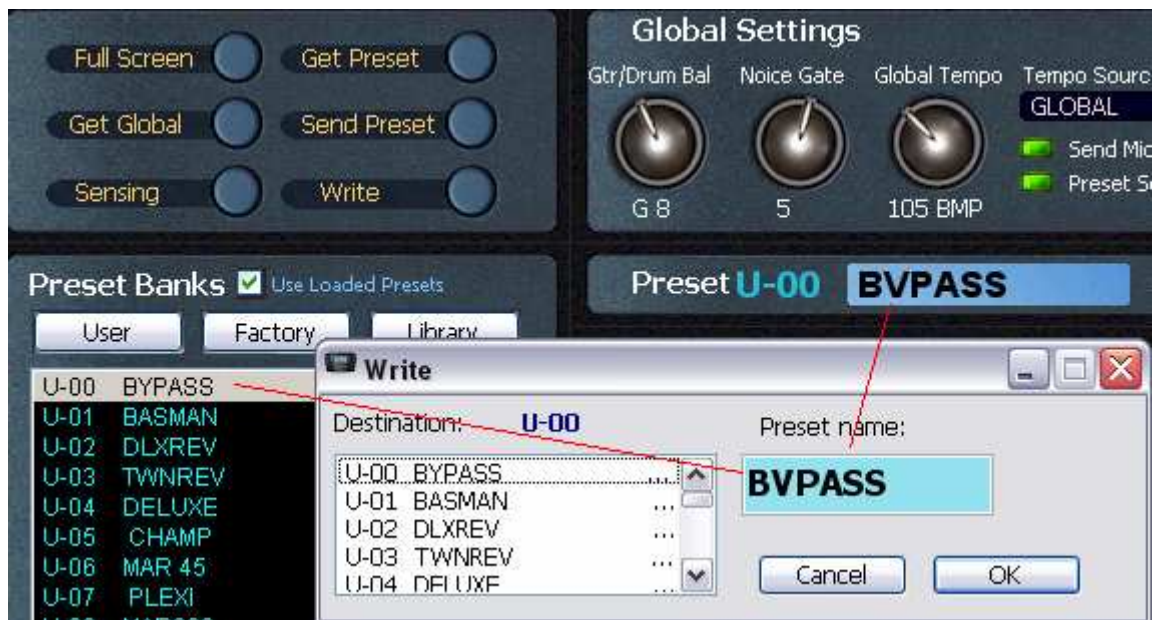 Full Screen
Get Preset
Get Global
Send Preset
Sensing
Write
Global Settings
Gtr/Drum Bal
Noice Gate
Global Tempo
Tempo Sourc
GLOBAL
Send Mic
Preset S
G 8
5
105 BMP
Preset Banks
Use Loaded Presets
User
Factory
Library
Preset U-00 BVPASS
U-00 BYPASS
U-01 BASMAN
U-02 DLXREV
U-03 TWNREV
U-04 DELUXE
U-05 CHAMP
U-06 MAR 45
U-07 PLEXI
Write
Destination: U-00
U-00 BYPASS ...
U-01 BASMAN ...
U-02 DLXREV ...
U-03 TWNREV ...
U-04 DELUXE ...
Preset name:
BVPASS
Cancel
OK